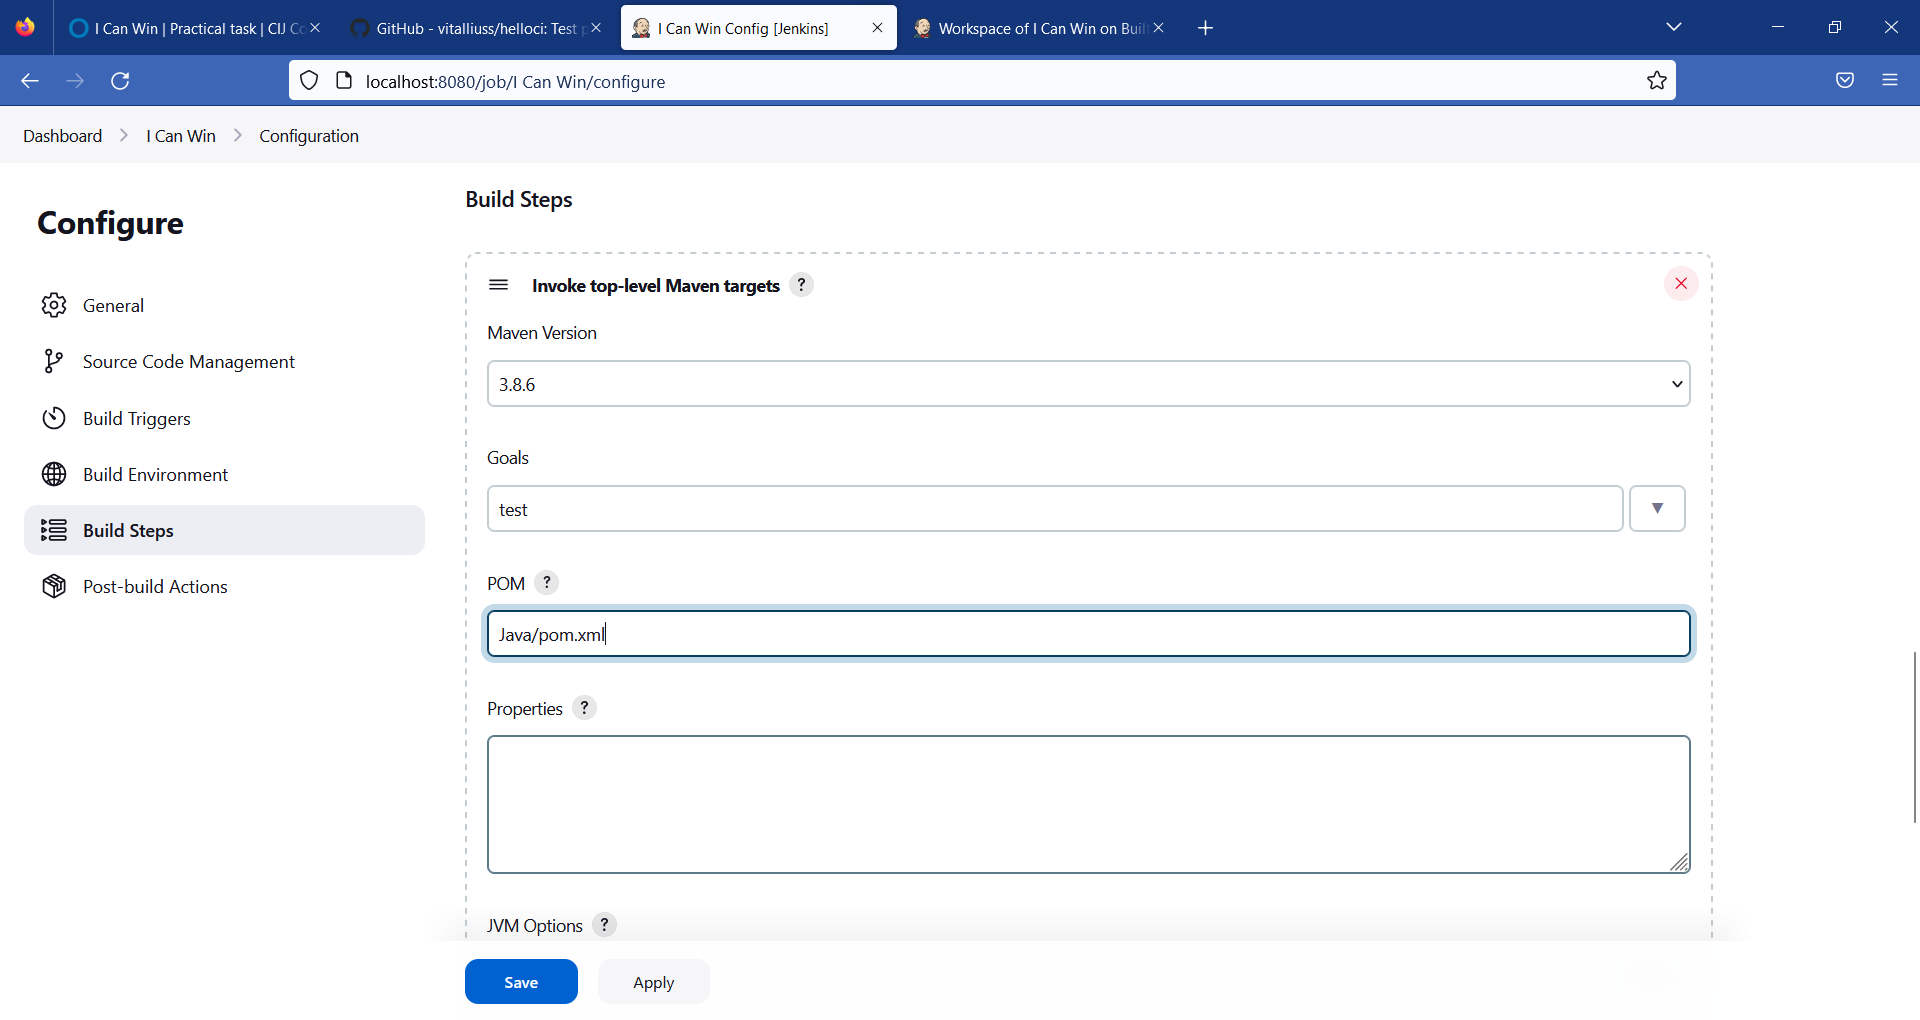 I Can Win | Practical task | CIJ Co
GitHub - vitalliuss/helloci: Test p
I Can Win Config [Jenkins]
Workspace of I Can Win on Buil
localhost:8080/job/I Can Win/configure
Dashboard
I Can Win
Configuration
Configure
General
Source Code Management
Build Triggers
Build Environment
Build Steps
Post-build Actions
Build Steps
Invoke top-level Maven targets ?
Maven Version
3.8.6
Goals
test
POM ?
Java/pom.xml
Properties ?
JVM Options ?
Save
Apply